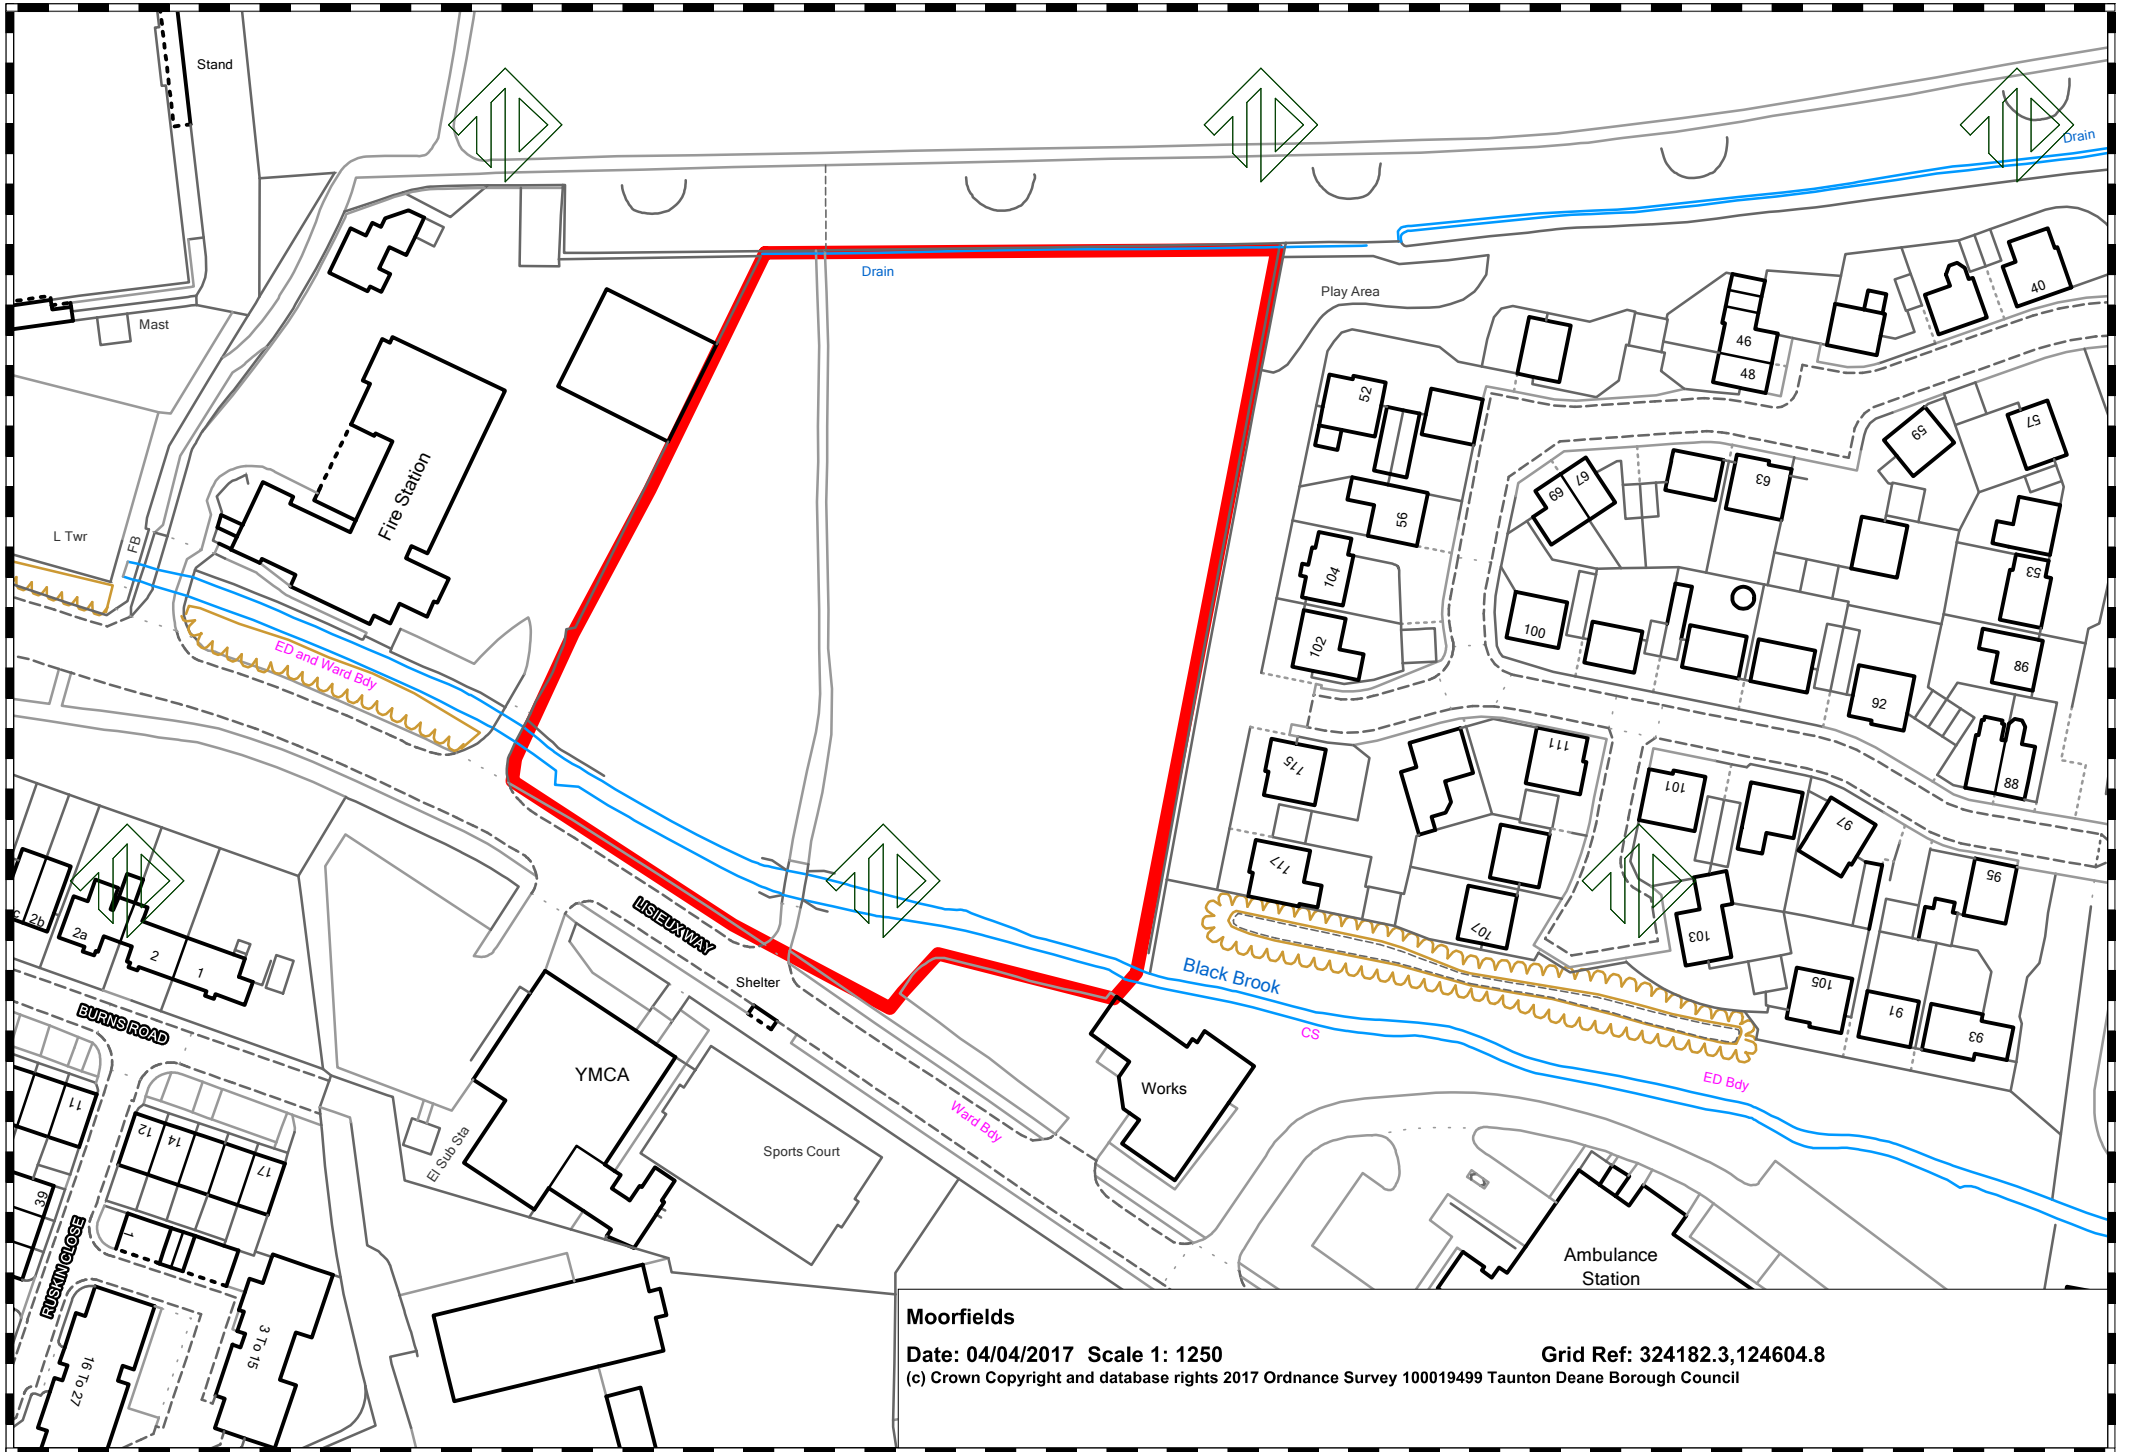 Stand
Drain
Drain
Mast
Play Area
40
46
48
52
57
59
Fire Station
67
69
63
56
L Twr
FB
53
104
100
102
86
ED and Ward Bdy
92
111
115
101
88
97
117
95
2b
2a
2
1
LISIEUX WAY
107
103
Shelter
Black Brook
CS
105
91
93
BURNS ROAD
YMCA
Works
ED Bdy
11
12
14
17
El Sub Sta
Ward Bdy
Sports Court
39
1
RUSKIN CLOSE
3 To 15
16 To 27
Ambulance
Station
Moorfields
Date: 04/04/2017 Scale 1: 1250 Grid Ref: 324182.3,124604.8
(c) Crown Copyright and database rights 2017 Ordnance Survey 100019499 Taunton Deane Borough Council